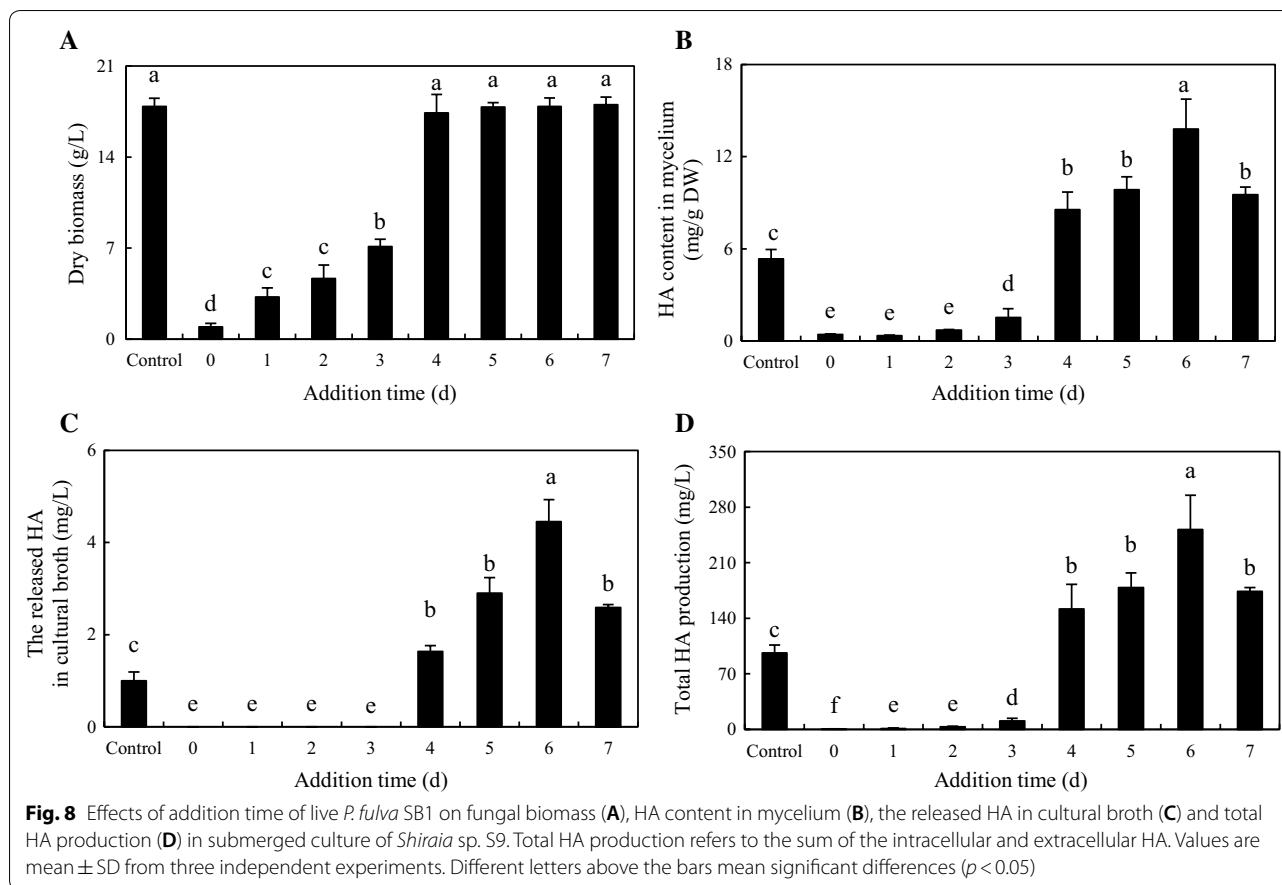 A
21
14
7
0
Dry biomass (g/L)
a
d
c
c
b
a
a
a
a
Control 0 1 2 3 4 5 6 7
Addition time (d)
B
18
12
6
0
HA content in mycelium
(mg/g DW)
c
e
e
e
d
b
b
a
b
Control 0 1 2 3 4 5 6 7
Addition time (d)
C
6
4
2
0
The released HA
in cultural broth (mg/L)
c
e
e
e
e
b
b
a
b
Control 0 1 2 3 4 5 6 7
Addition time (d)
D
350
280
210
140
70
0
Total HA production (mg/L)
c
f
e
e
d
b
b
a
b
Control 0 1 2 3 4 5 6 7
Addition time (d)
Fig. 8 Effects of addition time of live P. fulva SB1 on fungal biomass (A), HA content in mycelium (B), the released HA in cultural broth (C) and total
HA production (D) in submerged culture of Shiraia sp. S9. Total HA production refers to the sum of the intracellular and extracellular HA. Values are
mean ± SD from three independent experiments. Different letters above the bars mean significant differences (p < 0.05)